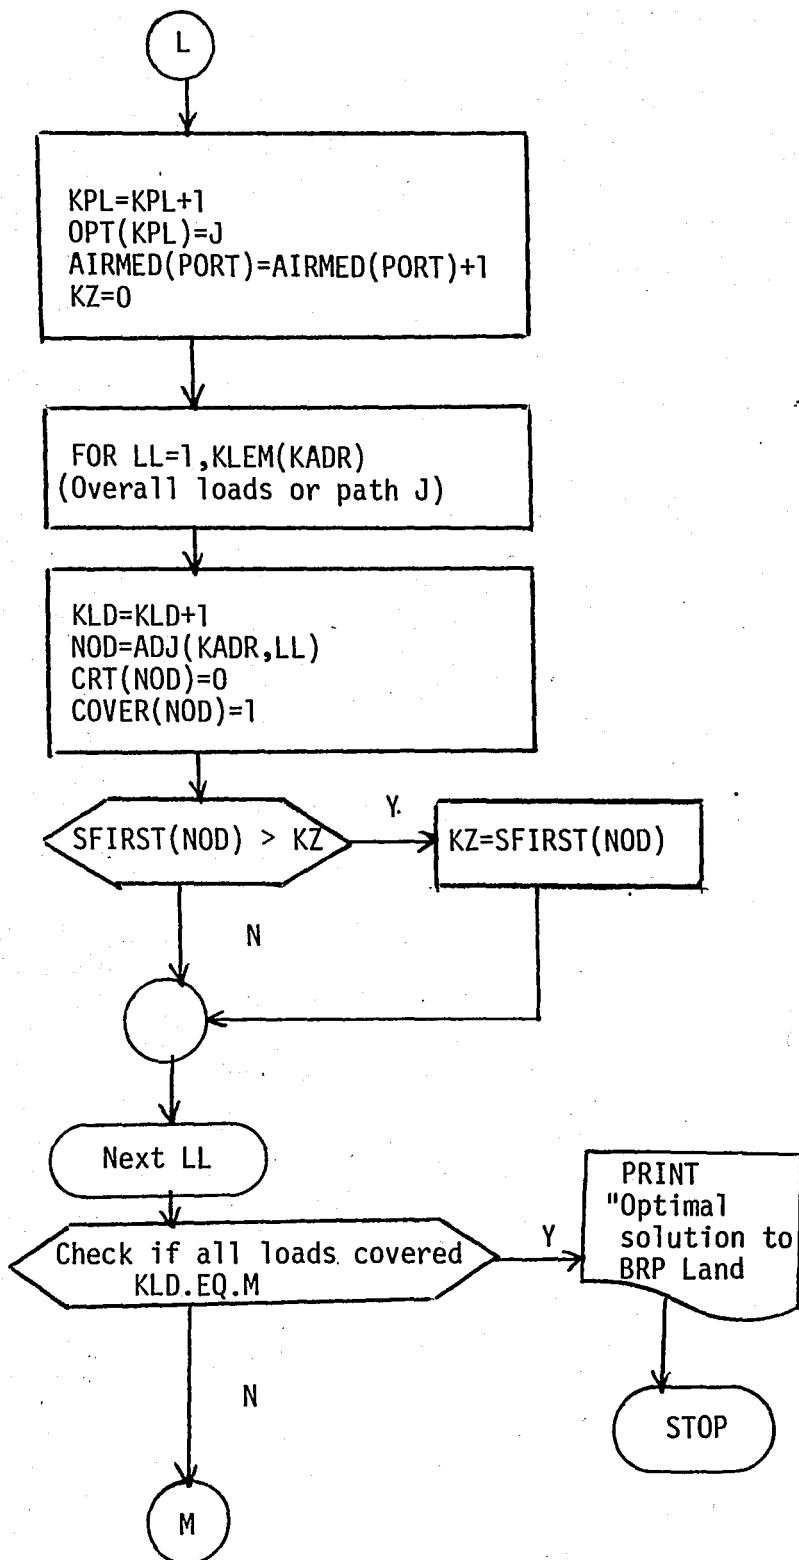 L
KPL=KPL+1
OPT(KPL)=J
AIRMED(PORT)=AIRMED(PORT)+1
KZ=0
FOR LL=1,KLEM(KADR)
(Overall loads or path J)
KLD=KLD+1
NOD=ADJ(KADR,LL)
CRT(NOD)=0
COVER(NOD)=1
SFIRST(NOD) > KZ
Y
KZ=SFIRST(NOD)
N
Next LL
Check if all loads covered
KLD.EQ.M
Y
PRINT
"Optimal
solution to
BRP Land
STOP
N
M